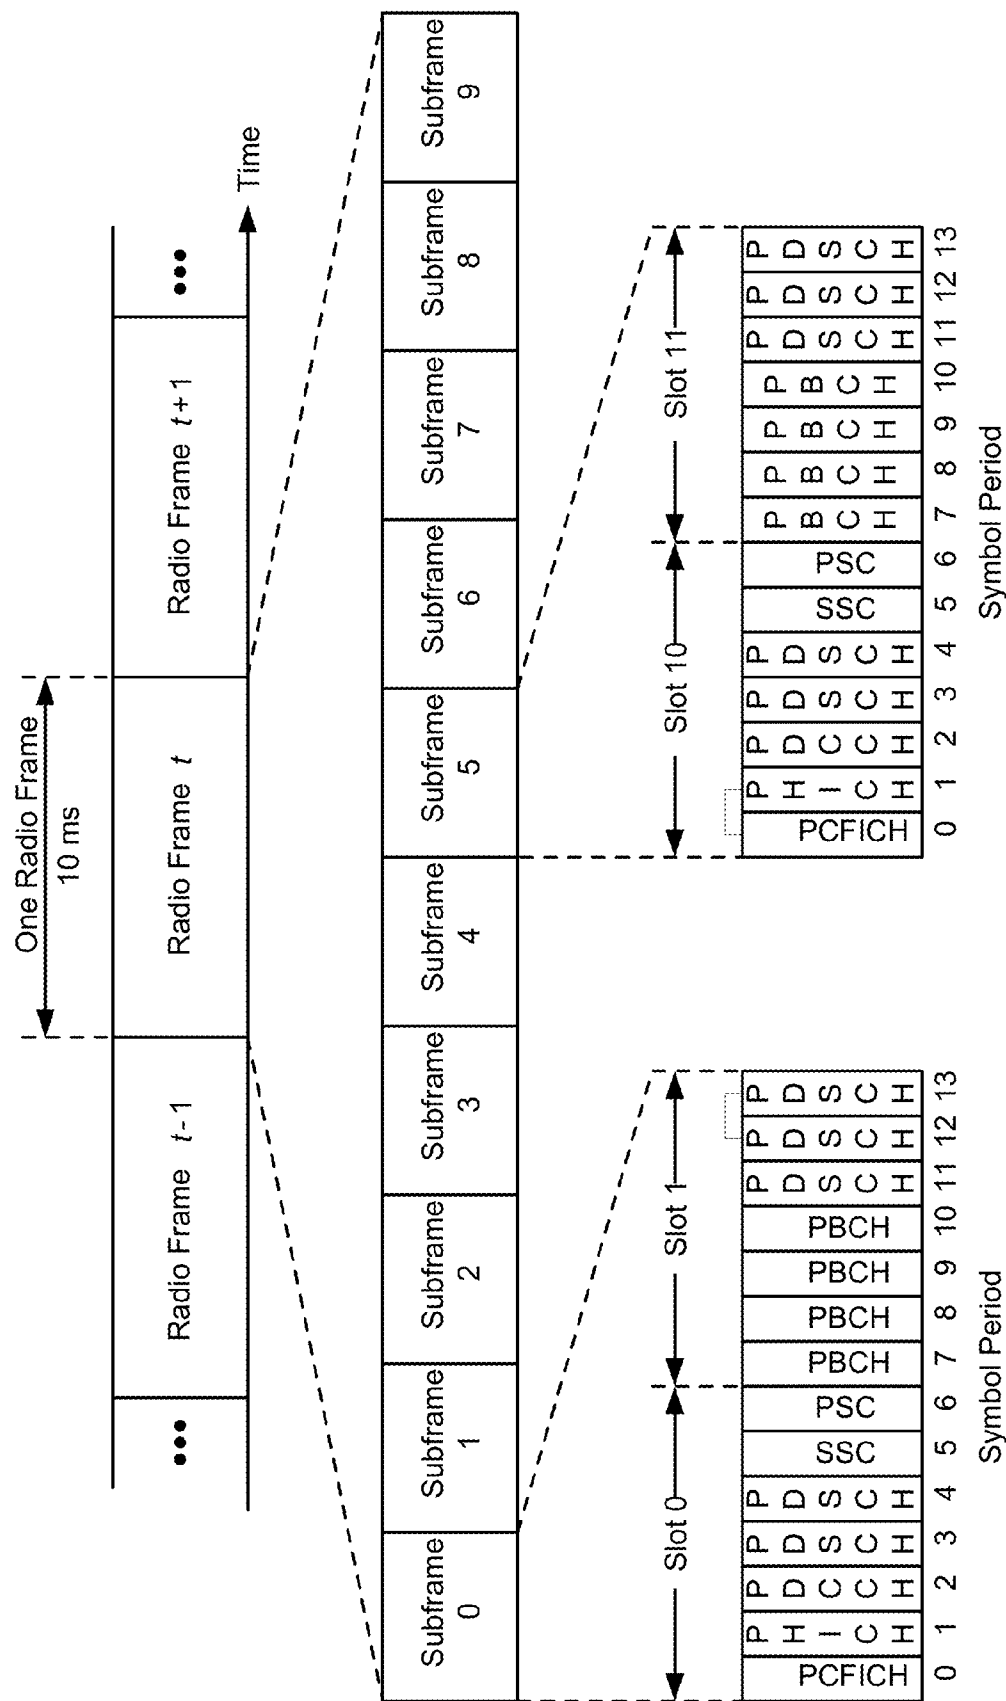 One Radio Frame
10 ms
Radio Frame t-1
Radio Frame t
Radio Frame t+1
Time
Subframe 0
Subframe 1
Subframe 2
Subframe 3
Subframe 4
Subframe 5
Subframe 6
Subframe 7
Subframe 8
Subframe 9
Slot 0
Slot 1
PCFICH
PHICH
PDCCH
PDSCH
PDSCH
SSC
PSC
PBCH
PBCH
PBCH
PBCH
PDSCH
PDSCH
PDSCH
0 1 2 3 4 5 6 7 8 9 10 11 12 13
Symbol Period
Slot 10
Slot 11
PCFICH
PHICH
PDCCH
PDSCH
PDSCH
SSC
PSC
PBCH
PBCH
PBCH
PBCH
PDSCH
PDSCH
PDSCH
0 1 2 3 4 5 6 7 8 9 10 11 12 13
Symbol Period